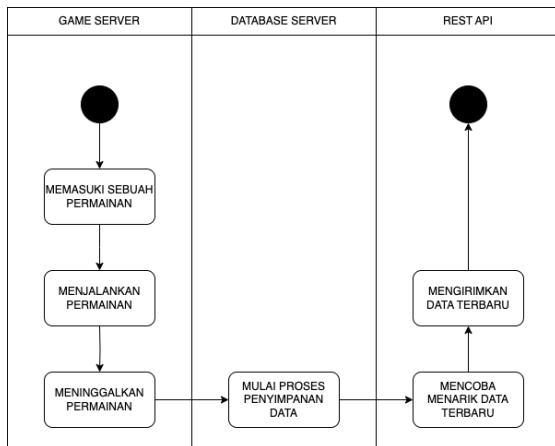 GAME SERVER
DATABASE SERVER
REST API
MEMASUKI SEBUAH
PERMAINAN
MENJALANKAN
PERMAINAN
MENINGGALKAN
PERMAINAN
MULAI PROSES
PENYIMPANAN
DATA
MENCOBA
MENARIK DATA
TERBARU
MENGIRIMKAN
DATA TERBARU